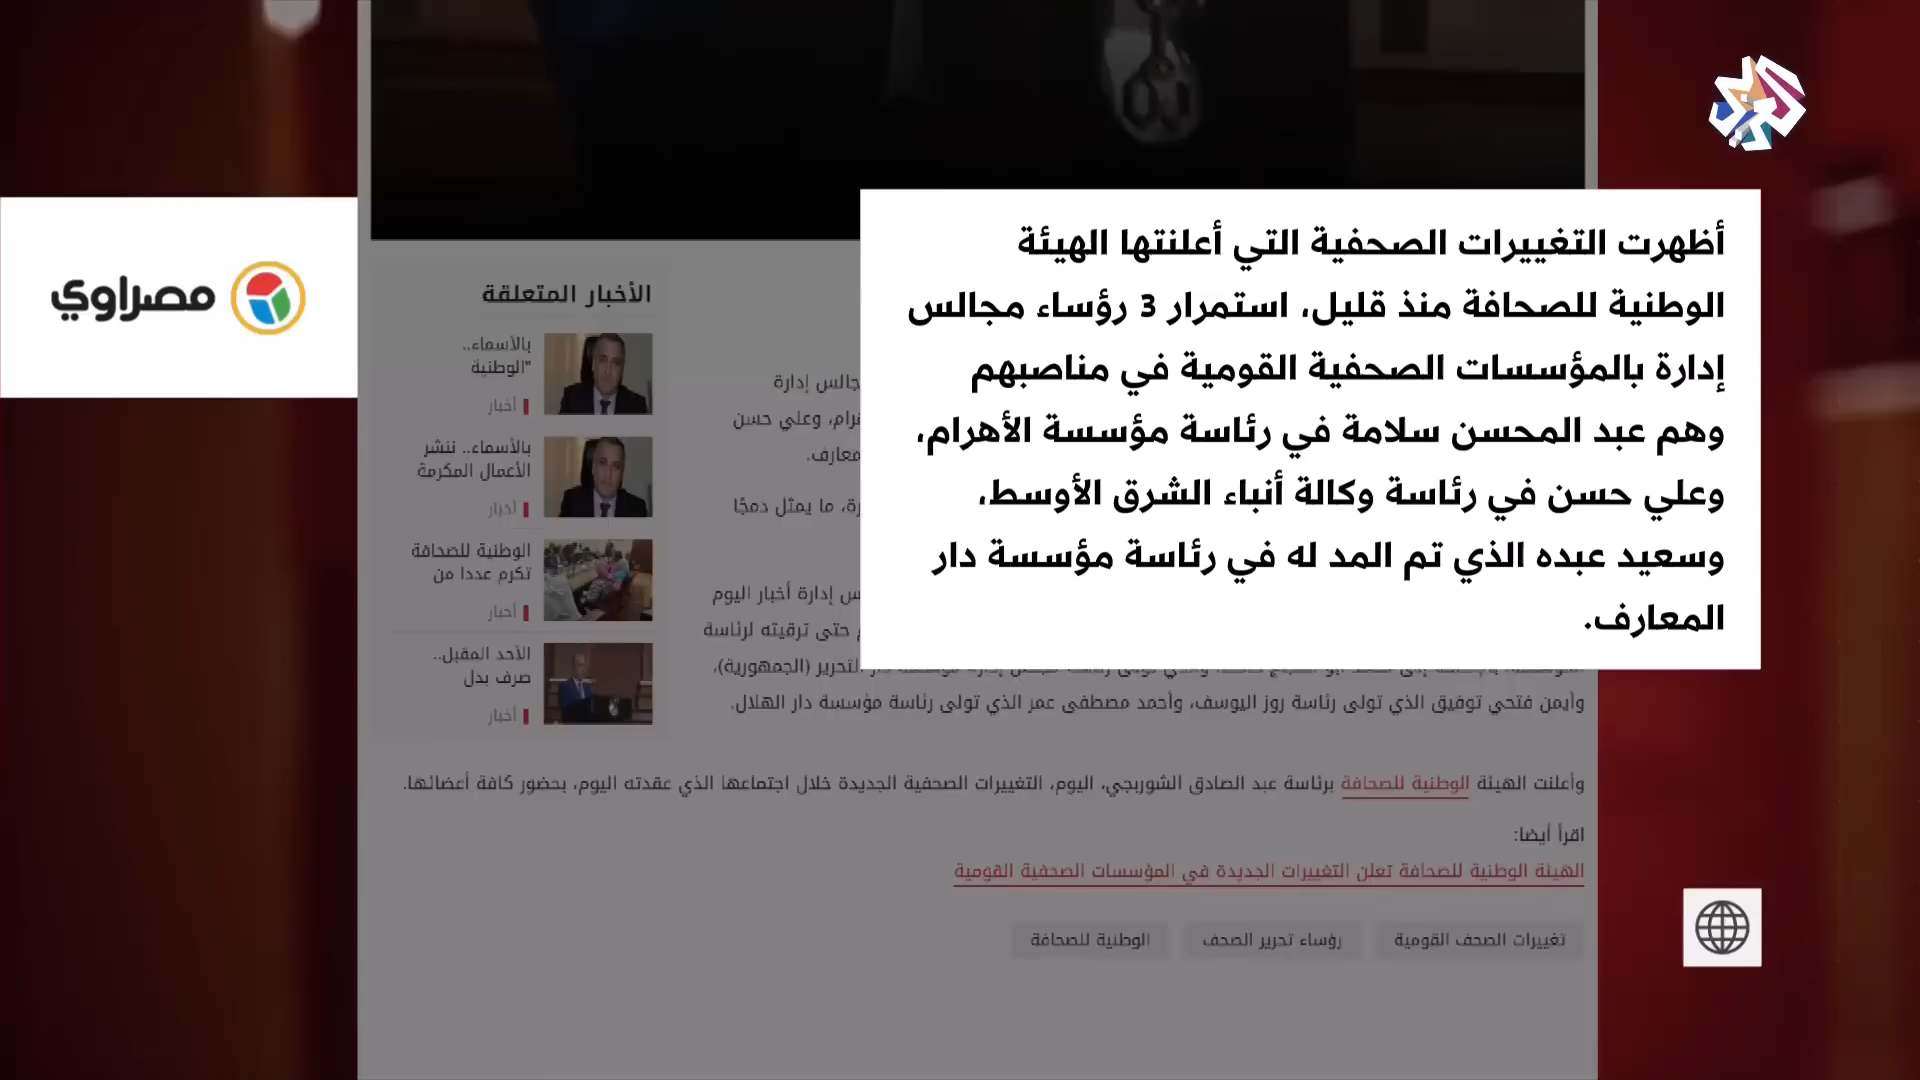 مصراوي
أظهرت التغييرات الصحفية التي أعلنتها الهيئة
الوطنية للصحافة منذ قليل، استمرار 3 رؤساء مجالس
إدارة بالمؤسسات الصحفية القومية في مناصبهم
وهم عبد المحسن سلامة في رئاسة مؤسسة الأهرام،
وعلي حسن في رئاسة وكالة أنباء الشرق الأوسط،
وسعيد عبده الذي تم المد له في رئاسة مؤسسة دار
المعارف.
مجالس إدارة
وعلي حسن
معارف.
ما يمثل دمجًا
إدارة أخبار اليوم
حتى ترقيته لرئاسة
التحرير (الجمهورية)،
وأيمن فتحي توفيق الذي تولى رئاسة روز اليوسف، وأحمد مصطفى عمر الذي تولى رئاسة مؤسسة دار الهلال.
وأعلنت الهيئة الوطنية للصحافة برئاسة عبد الصادق الشوربجي، اليوم، التغييرات الصحفية الجديدة خلال اجتماعها الذي عقدته اليوم، بحضور كافة أعضائها.
اقرأ أيضا:
الهيئة الوطنية للصحافة تعلن التغييرات الجديدة في المؤسسات الصحفية القومية
تغييرات الصحف القومية
رؤساء تحرير الصحف
الوطنية للصحافة
الأخبار المتعلقة
بالأسماء..
"الوطنية
أخبار
بالأسماء.. ننشر
الأعمال المكرمة
أخبار
الوطنية للصحافة
تكرم عددا من
أخبار
الأحد المقبل..
صرف بدل
أخبار